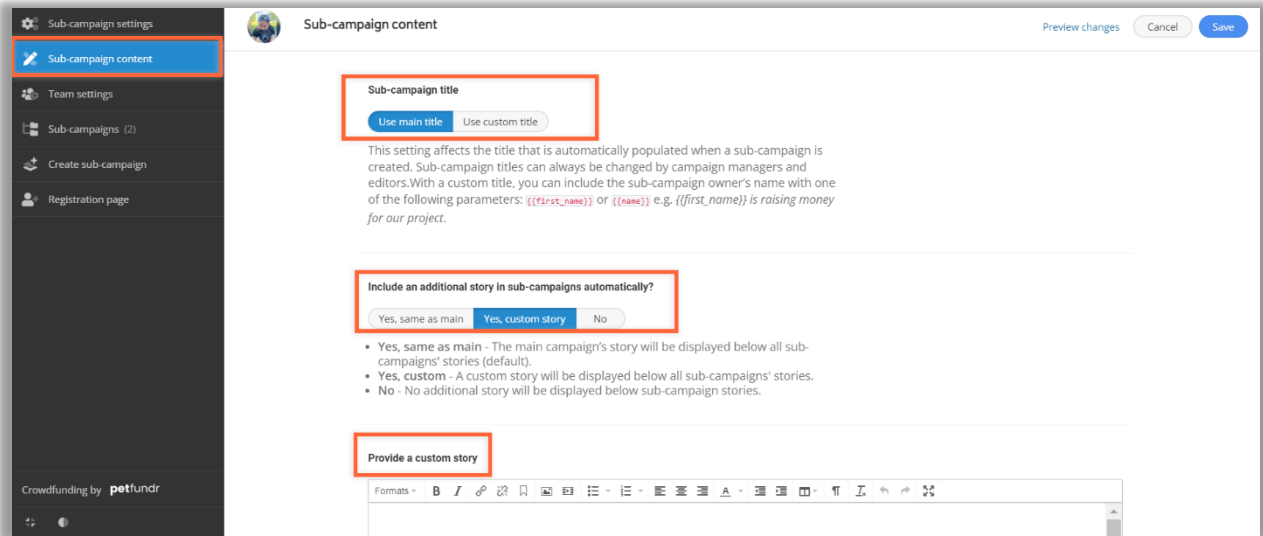 Sub-campaign settings
Sub-campaign content
Team settings
Sub-campaigns (2)
Create sub-campaign
Registration page
Crowdfunding by petfundr
Sub-campaign content
Preview changes
Cancel
Save
Sub-campaign title
Use main title
Use custom title
This setting affects the title that is automatically populated when a sub-campaign is
created. Sub-campaign titles can always be changed by campaign managers and
editors.With a custom title, you can include the sub-campaign owner's name with one
of the following parameters: {{first_name}} or {{name}} e.g. {{first_name}} is raising money
for our project.
Include an additional story in sub-campaigns automatically?
Yes, same as main
Yes, custom story
No
• Yes, same as main - The main campaign's story will be displayed below all sub-
campaigns' stories (default).
• Yes, custom - A custom story will be displayed below all sub-campaigns' stories.
• No - No additional story will be displayed below sub-campaign stories.
Provide a custom story
Formats